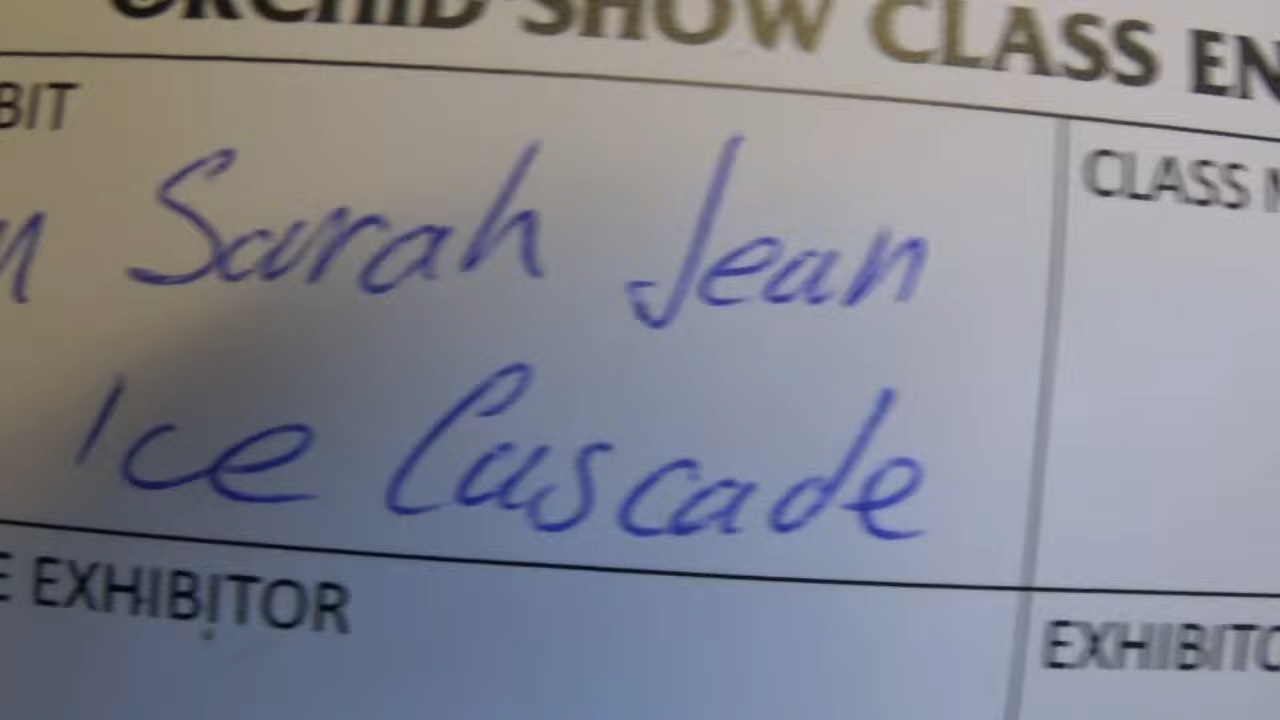 ORCHID SHOW CLASS EN
BIT
CLASS N
n Sarah Jean
Ice Cascade
E EXHIBITOR
EXHIBITO